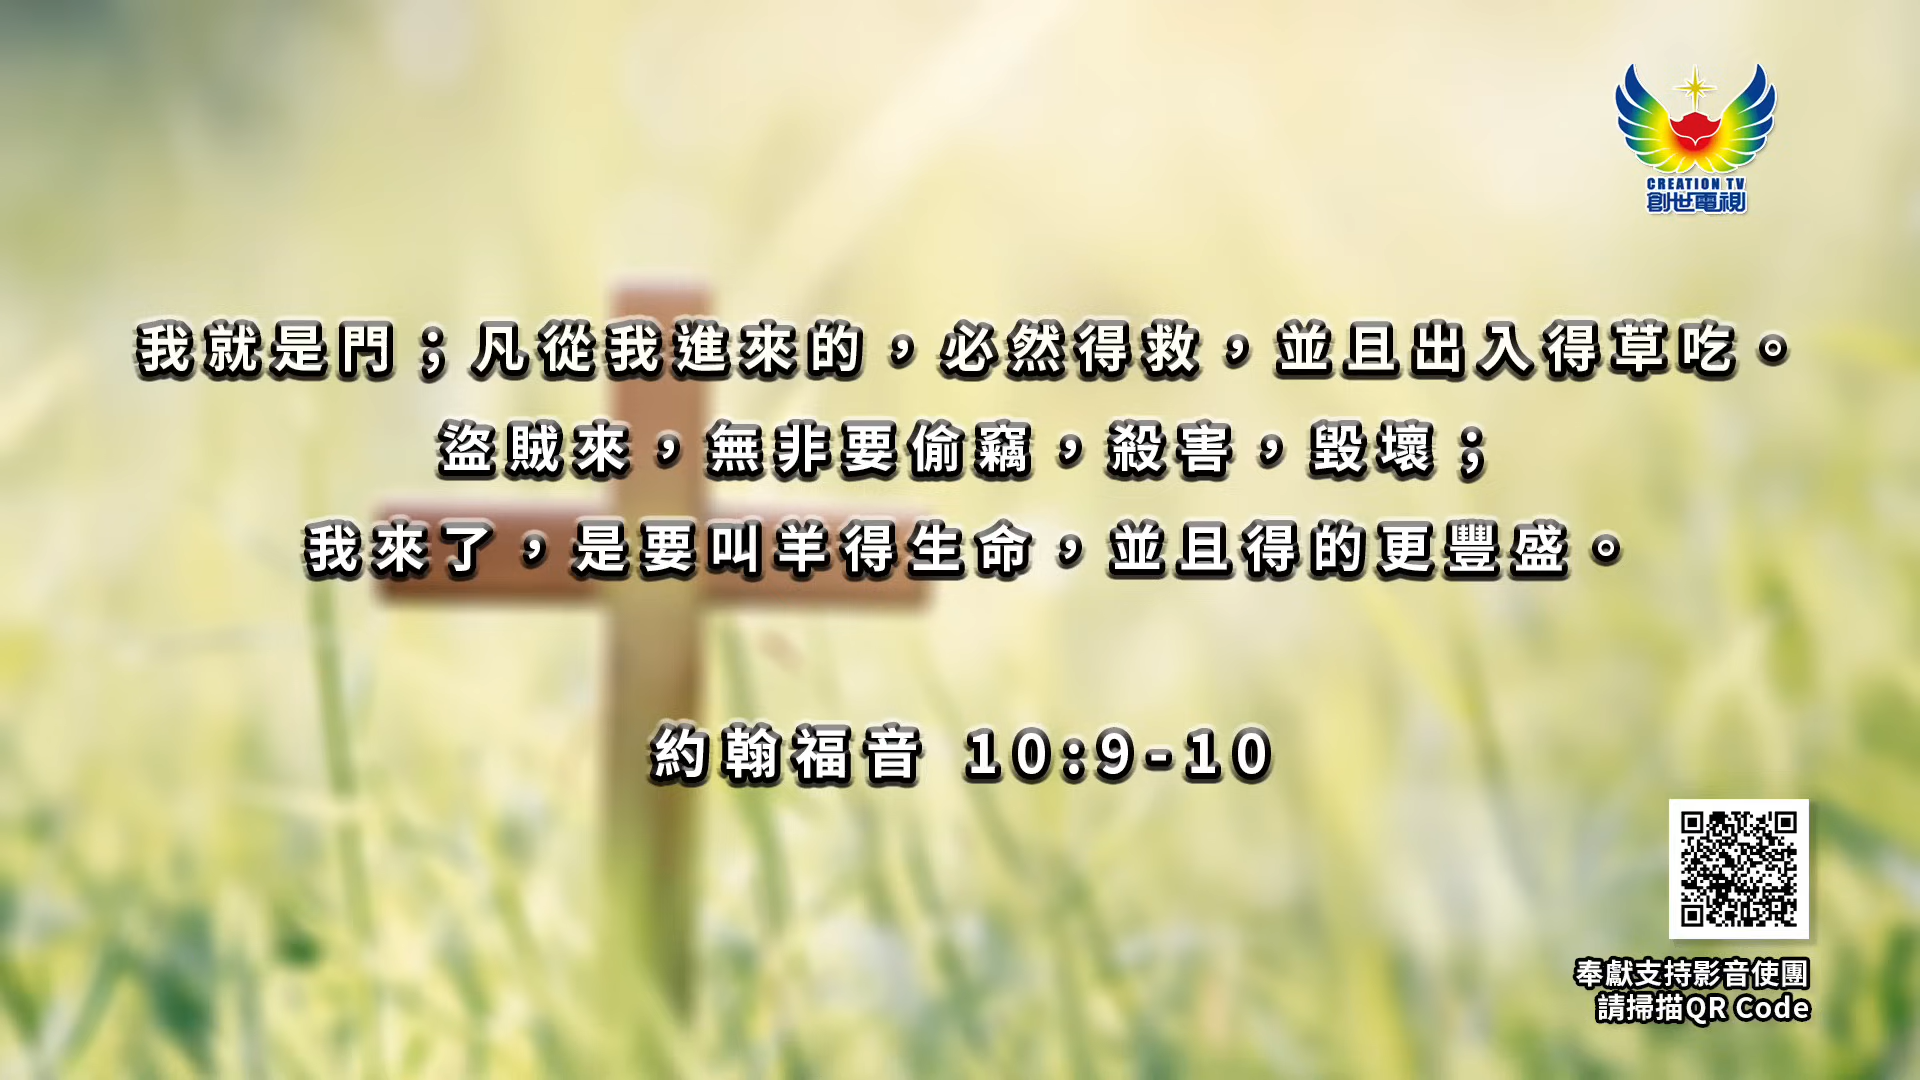 CREATION TV
創世電視
我就是門；凡從我進來的，必然得救，並且出入得草吃。
盜賊來，無非要偷竊，殺害，毀壞；
我來了，是要叫羊得生命，並且得的更豐盛。
約翰福音 10:9-10
奉獻支持影音使團
請掃描QR Code